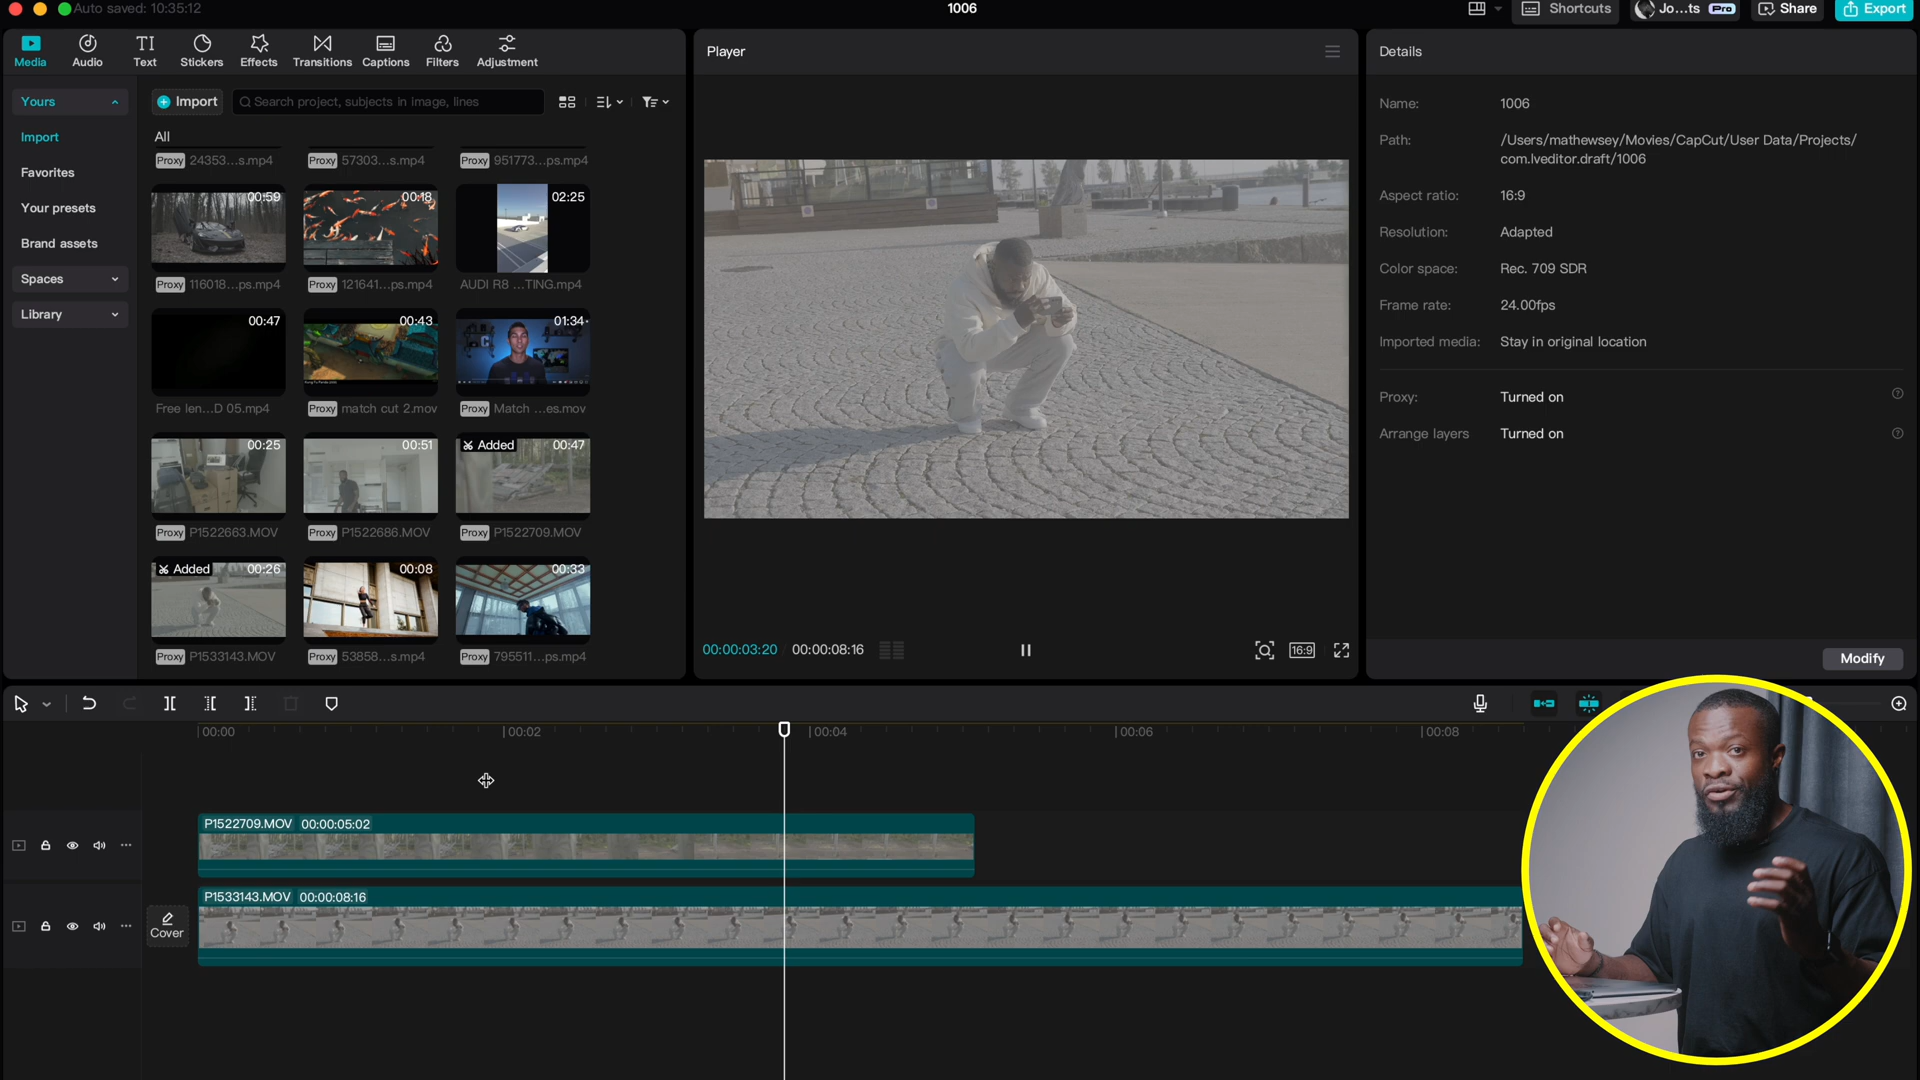 Auto saved: 10:35:12
1006
Shortcuts
Jo...ts
Pro
Share
Export
Media
Audio
Text
Stickers
Effects
Transitions
Captions
Filters
Adjustment
Player
Details
Yours
Import
Search project, subjects in image, lines
Import
Favorites
Your presets
Brand assets
Spaces
Library
All
Proxy 24353...s.mp4
Proxy 57303...s.mp4
Proxy 951773...ps.mp4
00:59
00:18
02:25
Proxy 116018...ps.mp4
Proxy 121641...ps.mp4
AUDI R8 ...TING.mp4
00:47
00:43
01:34
Free len...D 05.mp4
Proxy match cut 2.mov
Proxy Match ...es.mov
00:25
00:51
Added 00:47
Proxy P1522663.MOV
Proxy P1522686.MOV
Proxy P1522709.MOV
Added 00:26
00:08
00:33
Proxy P1533143.MOV
Proxy 53858...s.mp4
Proxy 795511...ps.mp4
00:00:03:20
00:00:08:16
16:9
Name: 1006
Path: /Users/mathewsey/Movies/CapCut/User Data/Projects/
com.lveditor.draft/1006
Aspect ratio: 16:9
Resolution: Adapted
Color space: Rec. 709 SDR
Frame rate: 24.00fps
Imported media: Stay in original location
Proxy: Turned on
Arrange layers Turned on
Modify
00:00
00:02
00:04
00:06
00:08
P1522709.MOV 00:00:05:02
P1533143.MOV 00:00:08:16
Cover